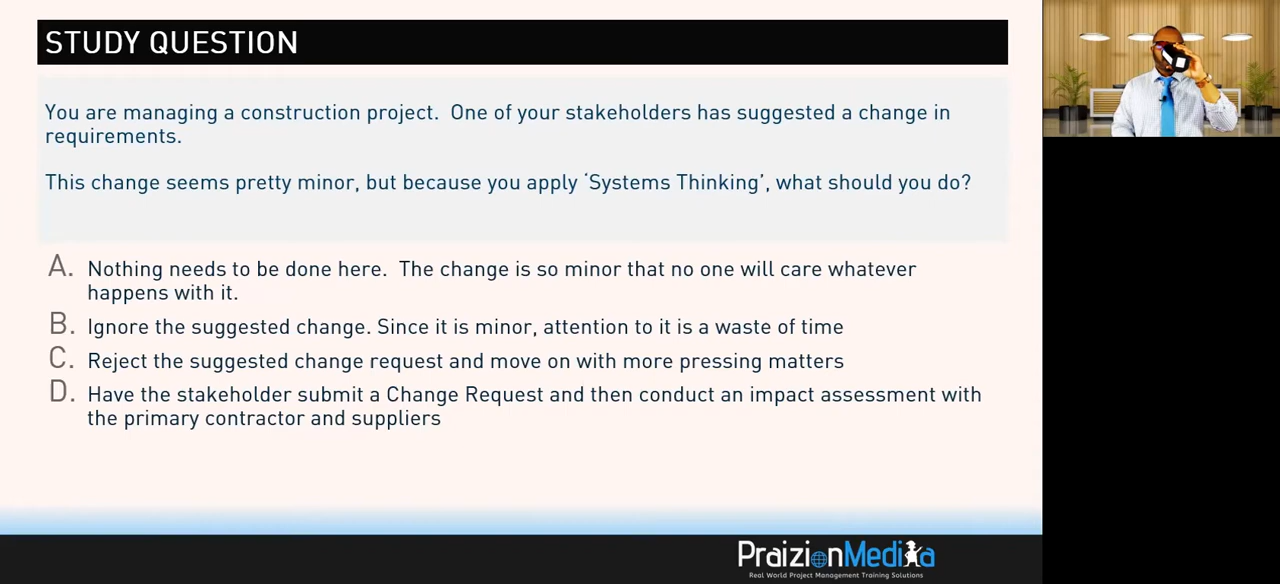 STUDY QUESTION
You are managing a construction project.  One of your stakeholders has suggested a change in
requirements.
This change seems pretty minor, but because you apply ‘Systems Thinking’, what should you do?
A. Nothing needs to be done here.  The change is so minor that no one will care whatever
happens with it.
B. Ignore the suggested change. Since it is minor, attention to it is a waste of time
C. Reject the suggested change request and move on with more pressing matters
D. Have the stakeholder submit a Change Request and then conduct an impact assessment with
the primary contractor and suppliers
PraizionMedia
Real World Project Management Training Solutions